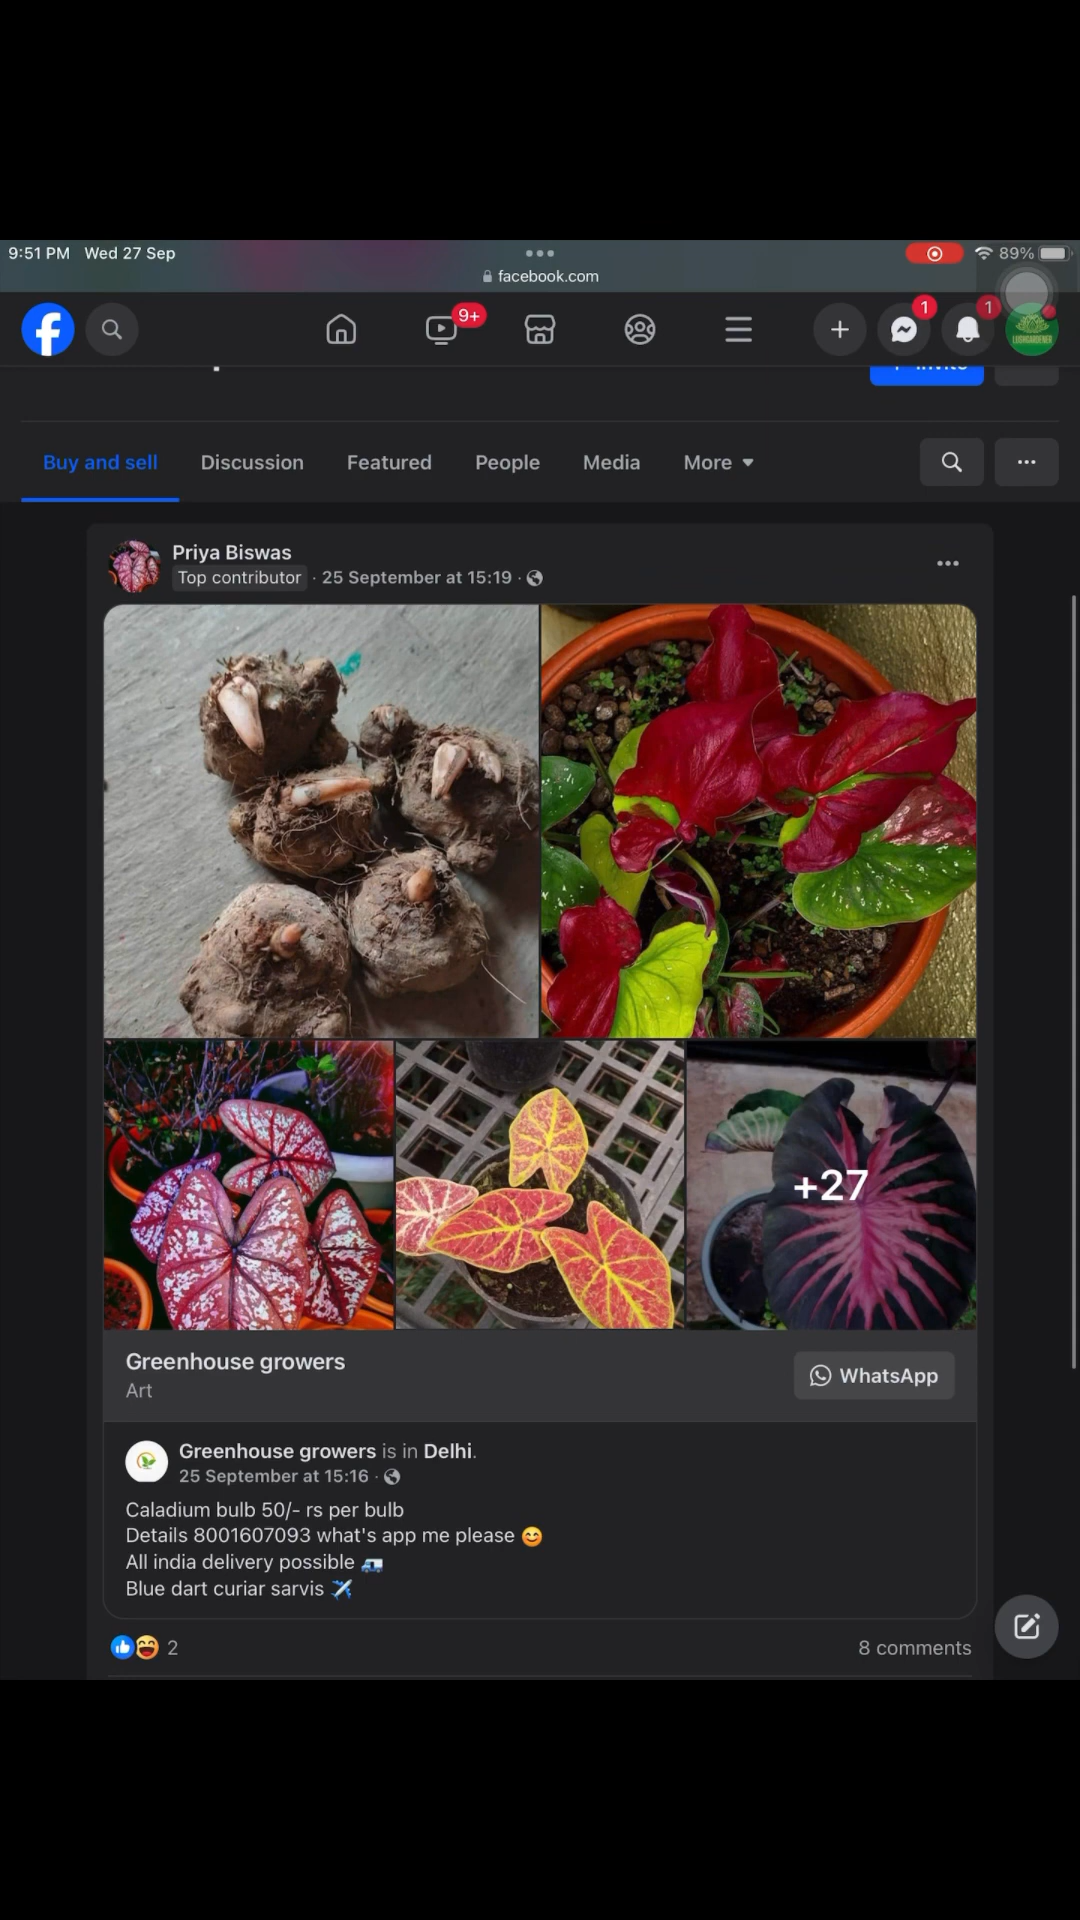 9:51 PM Wed 27 Sep
89%
facebook.com
9+
1
1
LUSHGARDENER
Buy and sell
Discussion
Featured
People
Media
More
Priya Biswas
Top contributor · 25 September at 15:19 ·
+27
Greenhouse growers
Art
WhatsApp
Greenhouse growers is in Delhi.
25 September at 15:16 ·
Caladium bulb 50/- rs per bulb
Details 8001607093 what's app me please 😊
All india delivery possible 🚐
Blue dart curiar sarvis ✈️
2
8 comments